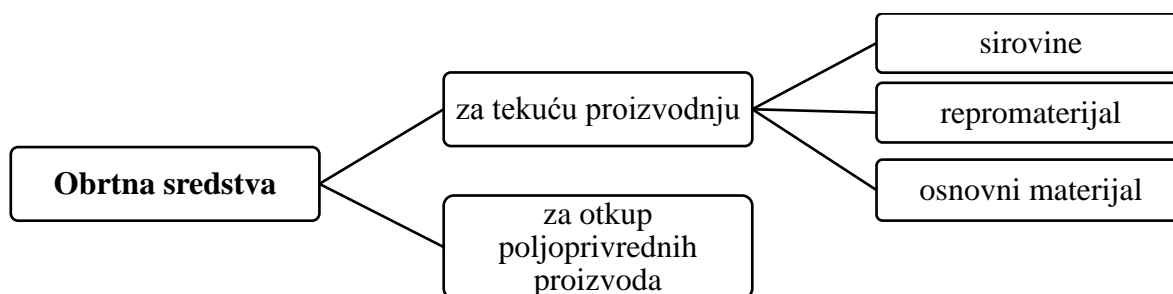 Obrtna sredstva
za tekuću proizvodnju
za otkup
poljoprivrednih
proizvoda
sirovine
repromaterijal
osnovni materijal